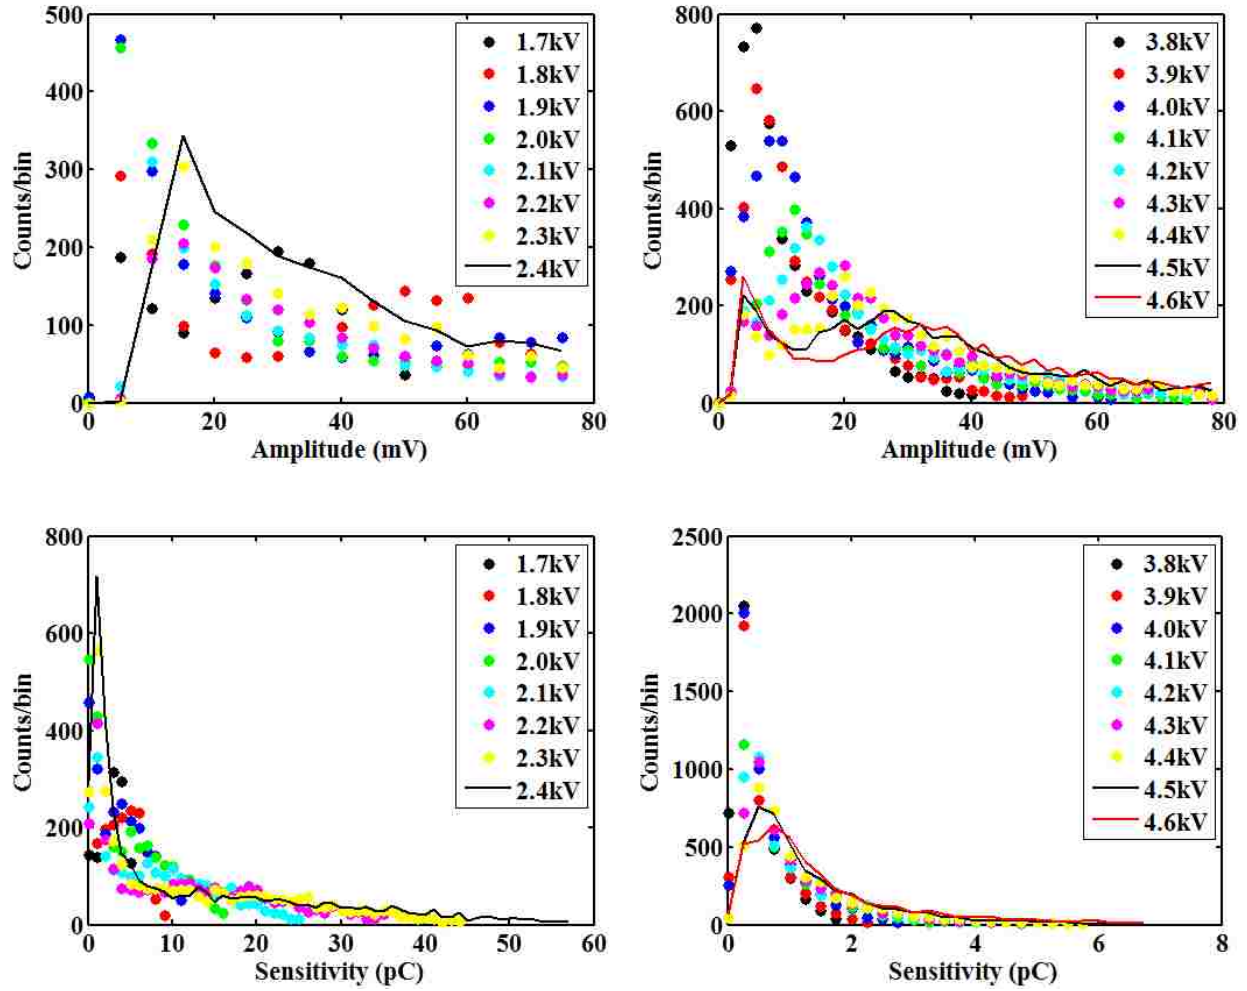 500
400
300
200
100
0
0 20 40 60 80
Counts/bin
Amplitude (mV)
1.7kV
1.8kV
1.9kV
2.0kV
2.1kV
2.2kV
2.3kV
2.4kV
800
600
400
200
0
0 20 40 60 80
Counts/bin
Amplitude (mV)
3.8kV
3.9kV
4.0kV
4.1kV
4.2kV
4.3kV
4.4kV
4.5kV
4.6kV
800
600
400
200
0
0 10 20 30 40 50 60
Counts/bin
Sensitivity (pC)
1.7kV
1.8kV
1.9kV
2.0kV
2.1kV
2.2kV
2.3kV
2.4kV
2500
2000
1500
1000
500
0
0 2 4 6 8
Counts/bin
Sensitivity (pC)
3.8kV
3.9kV
4.0kV
4.1kV
4.2kV
4.3kV
4.4kV
4.5kV
4.6kV